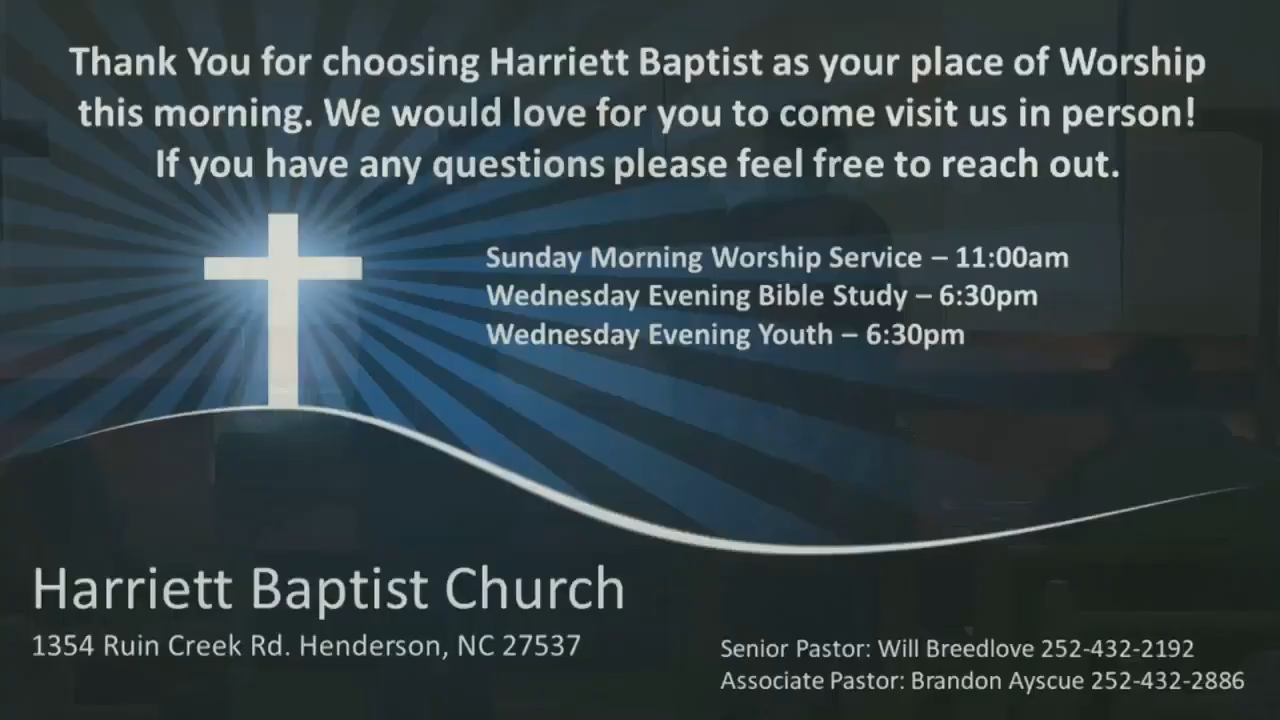 Thank You for choosing Harriett Baptist as your place of Worship
this morning. We would love for you to come visit us in person!
If you have any questions please feel free to reach out.
Sunday Morning Worship Service – 11:00am
Wednesday Evening Bible Study – 6:30pm
Wednesday Evening Youth – 6:30pm
Harriett Baptist Church
1354 Ruin Creek Rd. Henderson, NC 27537
Senior Pastor: Will Breedlove 252-432-2192
Associate Pastor: Brandon Ayscue 252-432-2886